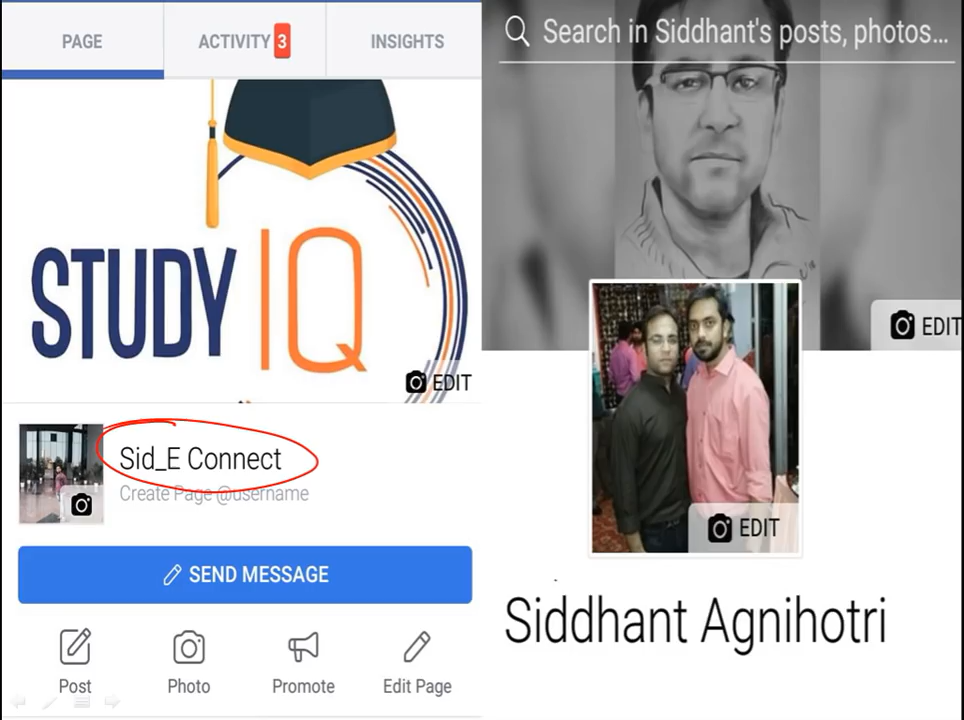 PAGE
ACTIVITY 3
INSIGHTS
STUDY IQ
EDIT
Sid_E Connect
Create Page @username
SEND MESSAGE
Post
Photo
Promote
Edit Page
Search in Siddhant's posts, photos...
EDIT
EDIT
Siddhant Agnihotri